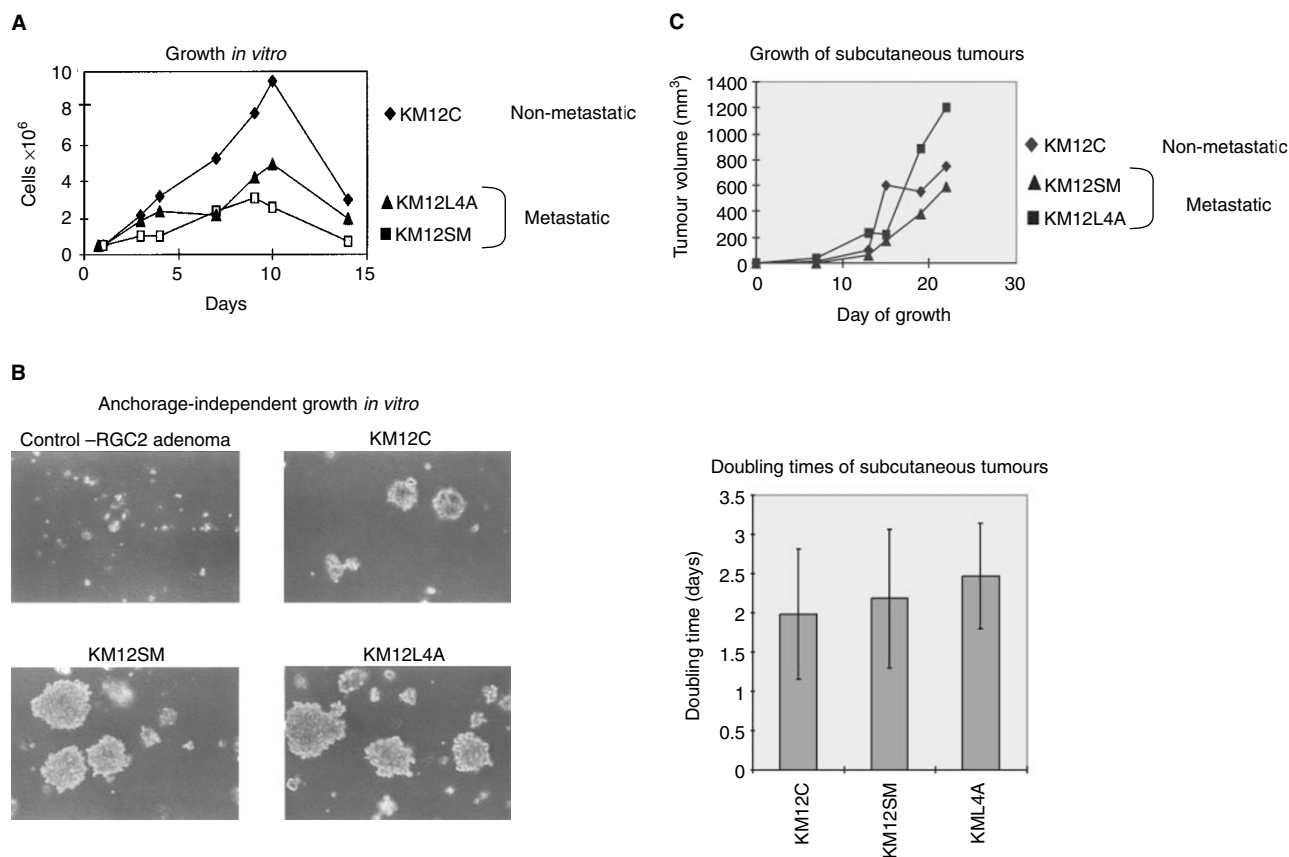 A
Growth in vitro
10
8
6
4
2
0
Cells ×10⁶
0 5 10 15
Days
KM12C
Non-metastatic
KM12L4A
KM12SM
Metastatic
B
Anchorage-independent growth in vitro
Control –RGC2 adenoma
KM12C
KM12SM
KM12L4A
C
Growth of subcutaneous tumours
1400
1200
1000
800
600
400
200
0
Tumour volume (mm³)
0 10 20 30
Day of growth
KM12C
Non-metastatic
KM12SM
KM12L4A
Metastatic
Doubling times of subcutaneous tumours
3.5
3
2.5
2
1.5
1
0.5
0
Doubling time (days)
KM12C
KM12SM
KML4A